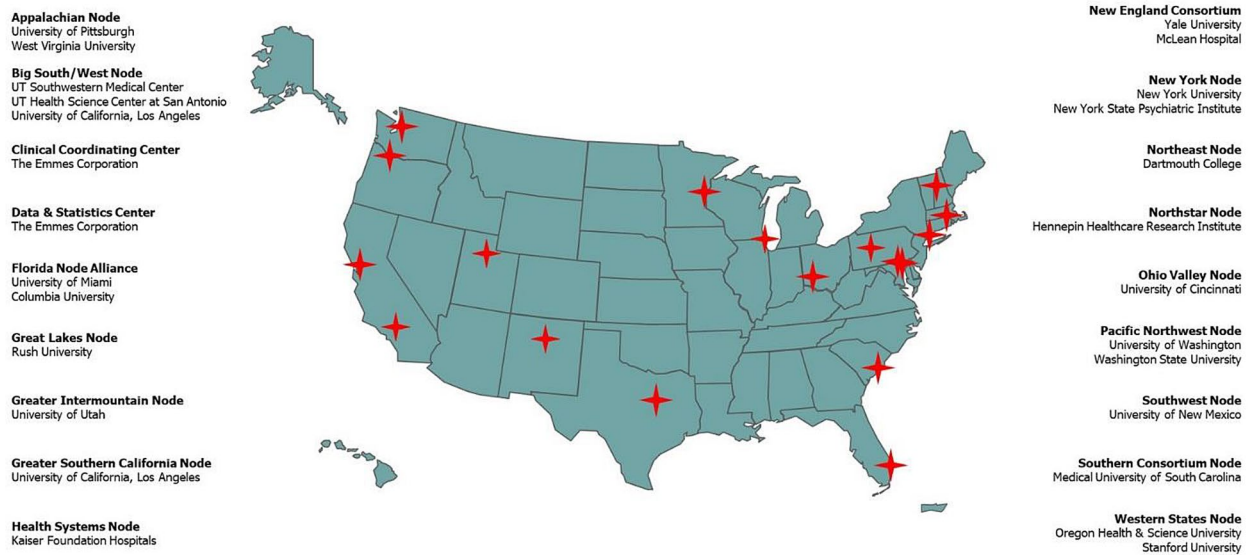 Appalachian Node
University of Pittsburgh
West Virginia University
Big South/West Node
UT Southwestern Medical Center
UT Health Science Center at San Antonio
University of California, Los Angeles
Clinical Coordinating Center
The Emmes Corporation
Data & Statistics Center
The Emmes Corporation
Florida Node Alliance
University of Miami
Columbia University
Great Lakes Node
Rush University
Greater Intermountain Node
University of Utah
Greater Southern California Node
University of California, Los Angeles
Health Systems Node
Kaiser Foundation Hospitals
New England Consortium
Yale University
McLean Hospital
New York Node
New York University
New York State Psychiatric Institute
Northeast Node
Dartmouth College
Northstar Node
Hennepin Healthcare Research Institute
Ohio Valley Node
University of Cincinnati
Pacific Northwest Node
University of Washington
Washington State University
Southwest Node
University of New Mexico
Southern Consortium Node
Medical University of South Carolina
Western States Node
Oregon Health & Science University
Stanford University